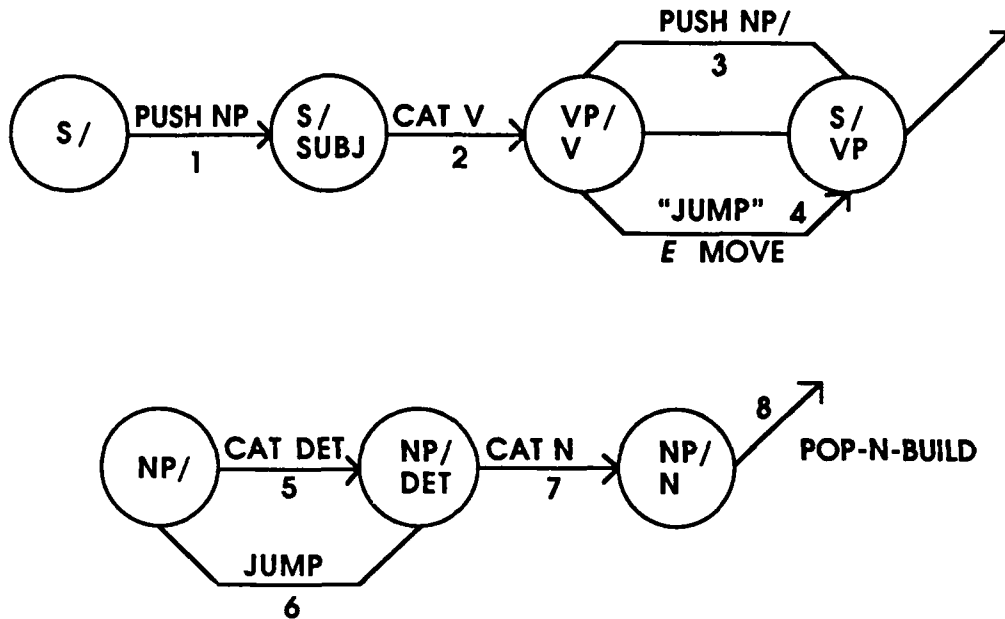 PUSH NP/
3
S/
PUSH NP
1
S/
SUBJ
CAT V
2
VP/
V
S/
VP
"JUMP" 4
E MOVE
NP/
CAT DET
5
NP/
DET
CAT N
7
NP/
N
8
POP-N-BUILD
JUMP
6